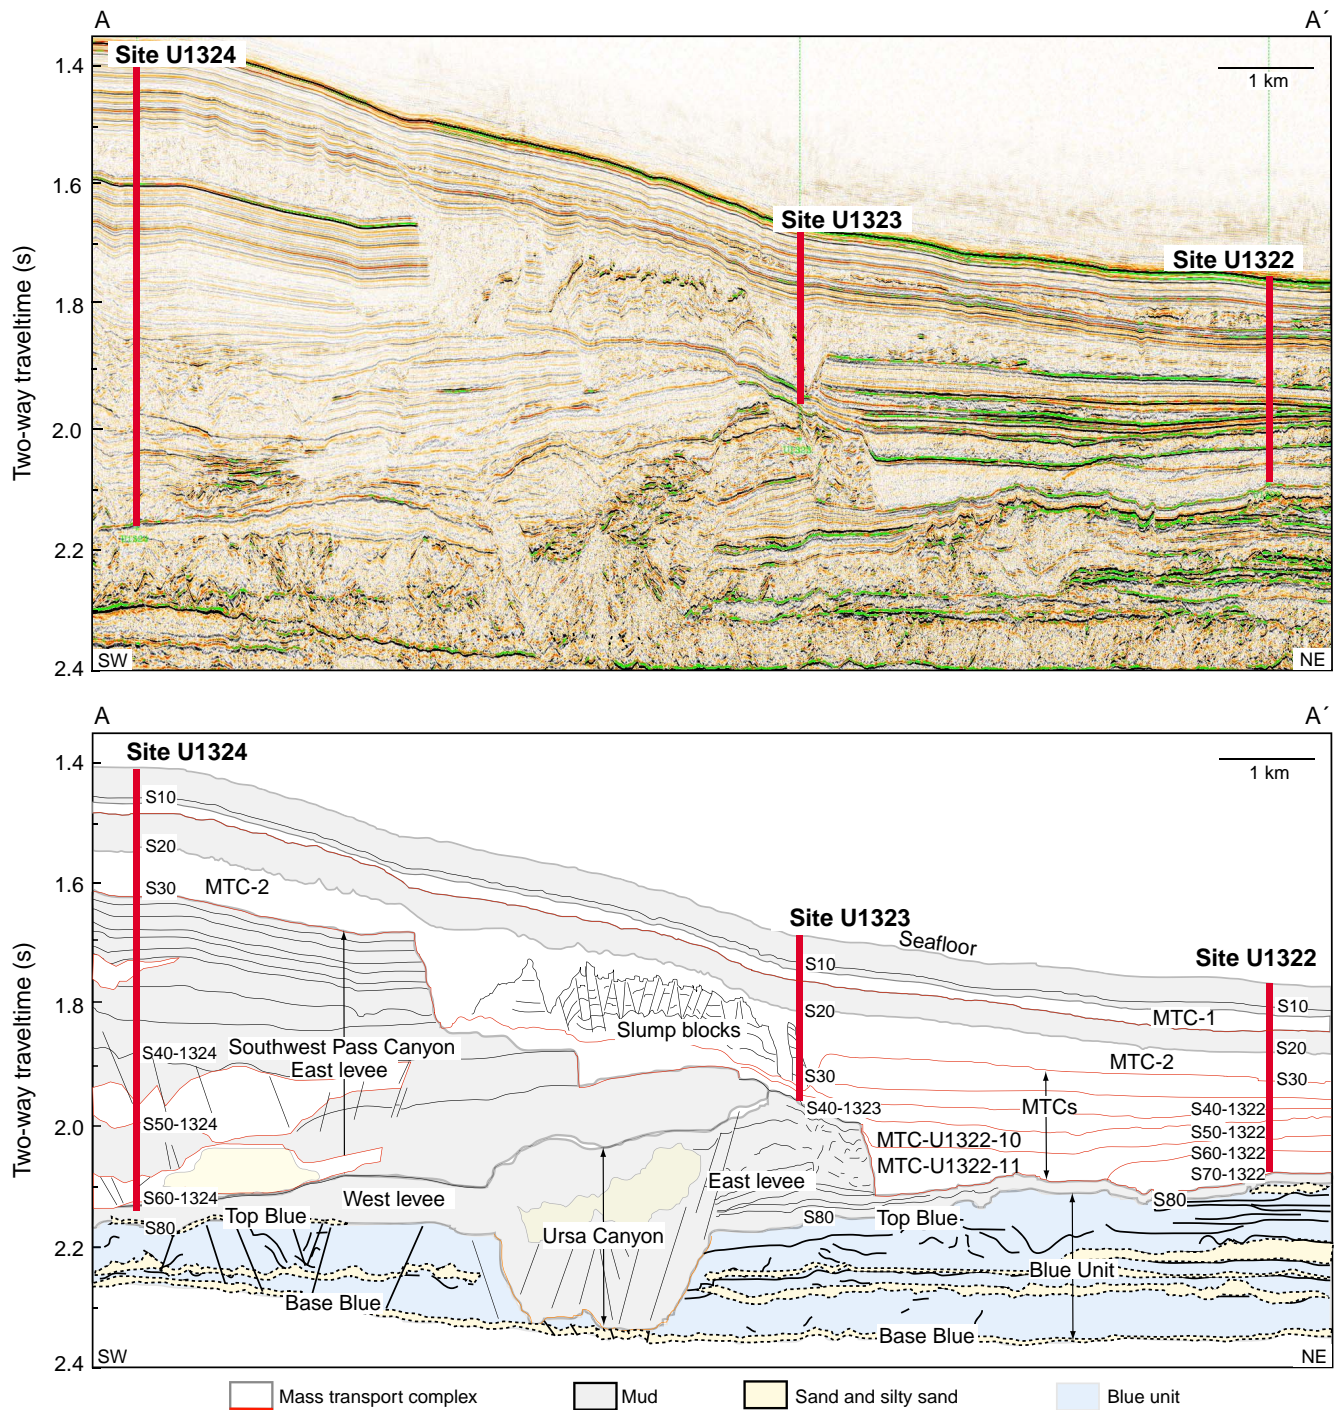 A A´
Site U1324
1 km
Site U1323
Site U1322
1.4
1.6
1.8
2.0
2.2
2.4
Two-way traveltime (s)
SW NE
A A´
Site U1324
1 km
Site U1323
Site U1322
1.4
1.6
1.8
2.0
2.2
2.4
Two-way traveltime (s)
S10
S20
S30
MTC-2
Seafloor
S10
S20
S30
S40-1323
S10
S20
S30
MTC-1
MTC-2
MTCs
Slump blocks
Southwest Pass Canyon
East levee
S40-1324
S50-1324
S60-1324
S80
S40-1322
S50-1322
S60-1322
S70-1322
S80
MTC-U1322-10
MTC-U1322-11
West levee
East levee
S80
Top Blue
Top Blue
Ursa Canyon
Blue Unit
Base Blue
Base Blue
SW NE
Mass transport complex
Mud
Sand and silty sand
Blue unit